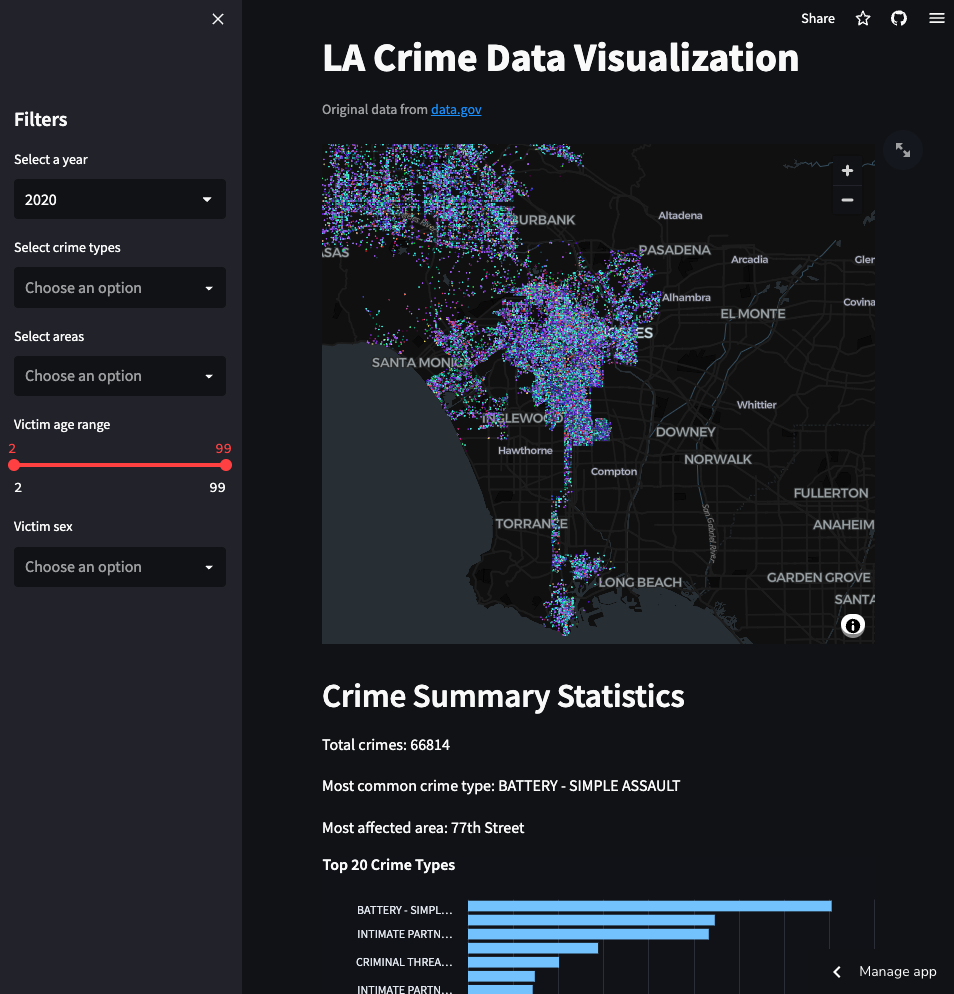 Share
LA Crime Data Visualization
Original data from data.gov
Filters
Select a year
2020
Select crime types
Choose an option
Select areas
Choose an option
Victim age range
2 99
2 99
Victim sex
Choose an option
BURBANK
Altadena
ASAS
PASADENA
Arcadia
Glen
Alhambra
Covina
EL MONTE
SANTA MONICA
Whittier
INGLEWOOD
DOWNEY
Hawthorne
NORWALK
Compton
FULLERTON
San Gabriel River
TORRANCE
ANAHEIM
LONG BEACH
GARDEN GROVE
SANTA
Crime Summary Statistics
Total crimes: 66814
Most common crime type: BATTERY - SIMPLE ASSAULT
Most affected area: 77th Street
Top 20 Crime Types
BATTERY - SIMPL…
INTIMATE PARTN…
CRIMINAL THREA…
INTIMATE PARTN…
Manage app